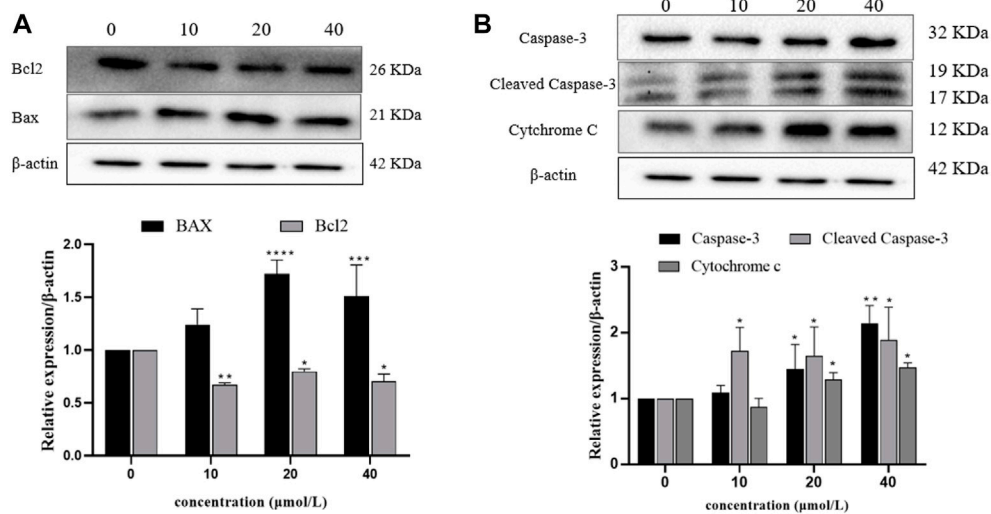 A
0 10 20 40
Bcl2 26 KDa
Bax 21 KDa
β-actin 42 KDa
BAX Bcl2
Relative expression/β-actin
2.0
1.5
1.0
0.5
0.0
**
****
*
***
*
0 10 20 40
concentration (μmol/L)
B
0 10 20 40
Caspase-3 32 KDa
Cleaved Caspase-3 19 KDa
17 KDa
Cytchrome C 12 KDa
β-actin 42 KDa
Caspase-3 Cleaved Caspase-3
Cytochrome c
Relative expression/β-actin
3
2
1
0
*
*
*
*
**
*
*
0 10 20 40
concentration (μmol/L)